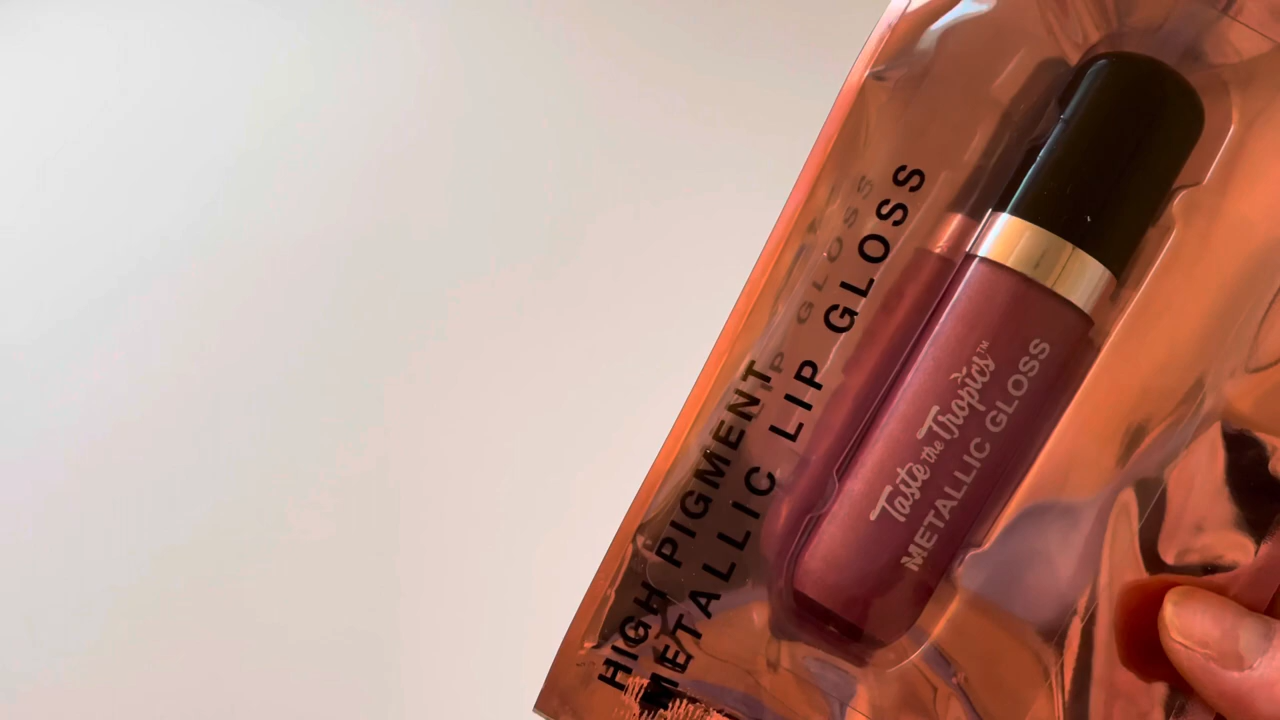 HIGH PIGMENT
METALLIC LIP GLOSS
Taste the Tropics™
METALLIC GLOSS